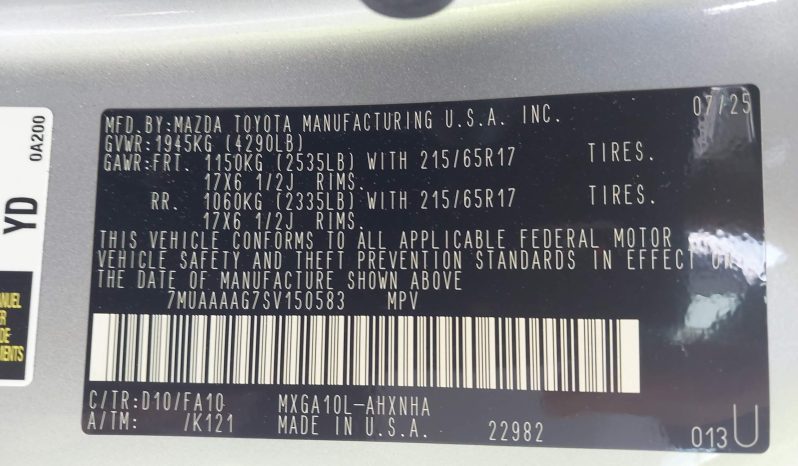 07/25
MFD.BY:MAZDA TOYOTA MANUFACTURING U.S.A. INC.
GVWR:1945KG (4290LB)
GAWR:FRT. 1150KG (2535LB) WITH 215/65R17 TIRES.
17X6 1/2J RIMS.
RR. 1060KG (2335LB) WITH 215/65R17 TIRES.
17X6 1/2J RIMS.
THIS VEHICLE CONFORMS TO ALL APPLICABLE FEDERAL MOTOR
VEHICLE SAFETY AND THEFT PREVENTION STANDARDS IN EFFECT ON
THE DATE OF MANUFACTURE SHOWN ABOVE
7MUAAAAG7SV150583 MPV
C/TR:D10/FA10 MXGA10L-AHXNHA
A/TM: /K121 MADE IN U.S.A. 22982
013U
YD
0A200
DE